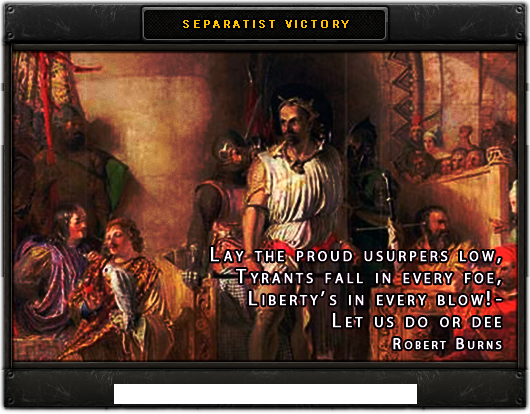 SEPARATIST VICTORY
Lay the proud usurpers low,
Tyrants fall in every foe,
Liberty's in every blow!-
Let us do or dee
Robert Burns